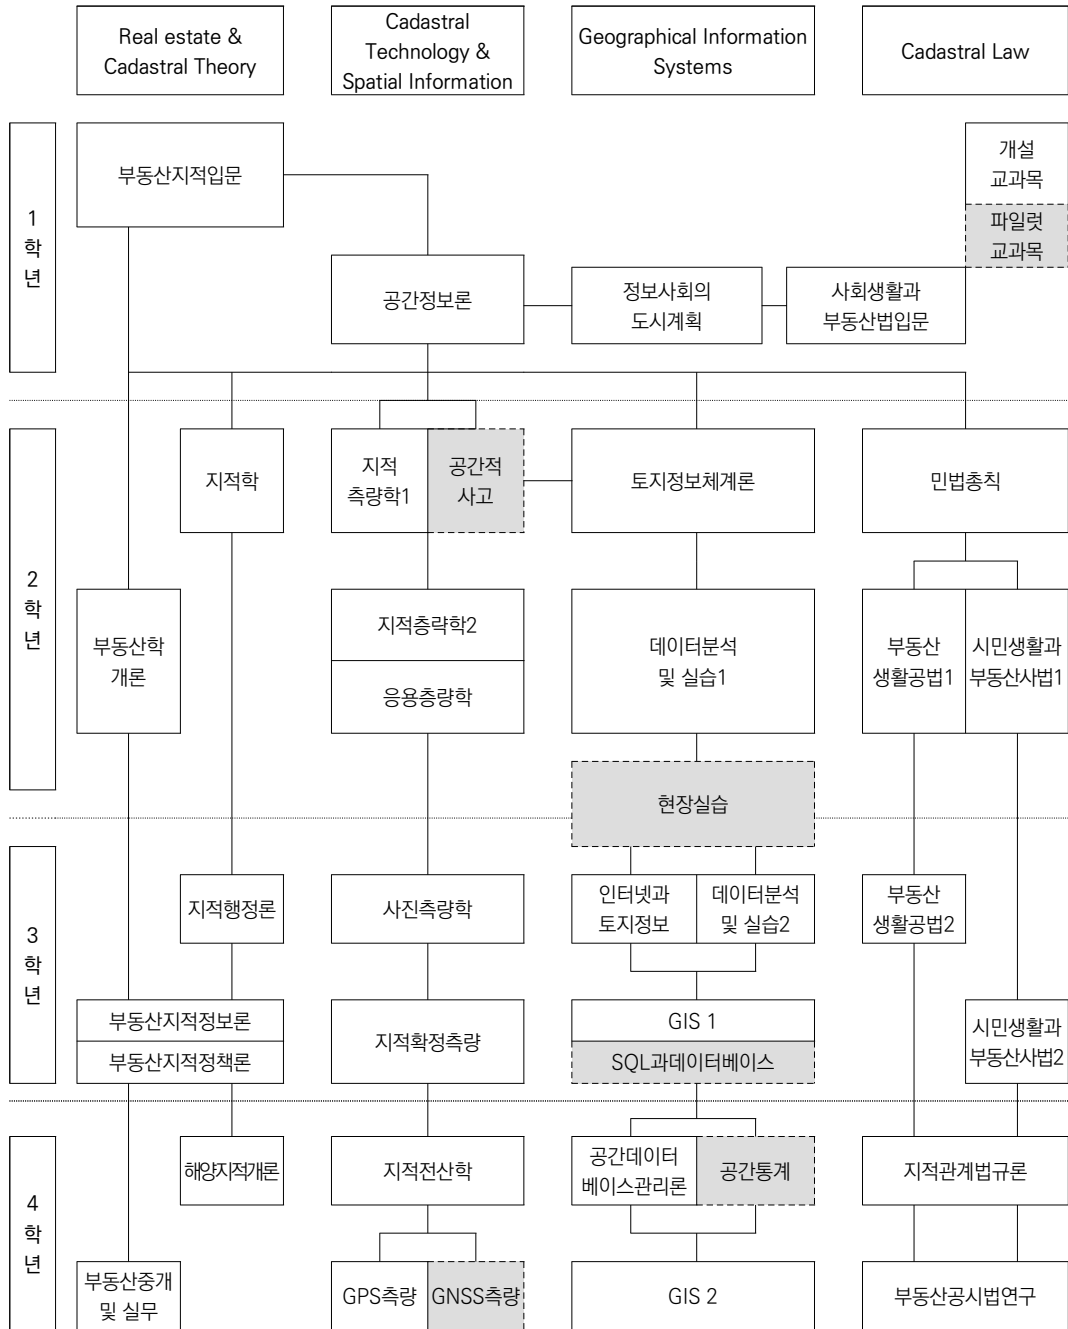 Real estate &
Cadastral Theory
Cadastral
Technology &
Spatial Information
Geographical Information
Systems
Cadastral Law
1
학
년
부동산지적입문
개설
교과목
파일럿
교과목
공간정보론
정보사회의
도시계획
사회생활과
부동산법입문
2
학
년
지적학
지적
측량학1
공간적
사고
토지정보체계론
민법총칙
부동산학
개론
지적층략학2
응용층량학
데이터분석
및 실습1
부동산
생활공법1
시민생활과
부동산사법1
현장실습
3
학
년
지적행정론
사진측량학
인터넷과
토지정보
데이터분석
및 실습2
부동산
생활공법2
부동산지적정보론
부동산지적정책론
지적확정측량
GIS 1
SQL과데이터베이스
시민생활과
부동산사법2
4
학
년
해양지적개론
지적전산학
공간데이터
베이스관리론
공간통계
지적관계법규론
부동산중개
및 실무
GPS측량
GNSS측량
GIS 2
부동산공시법연구